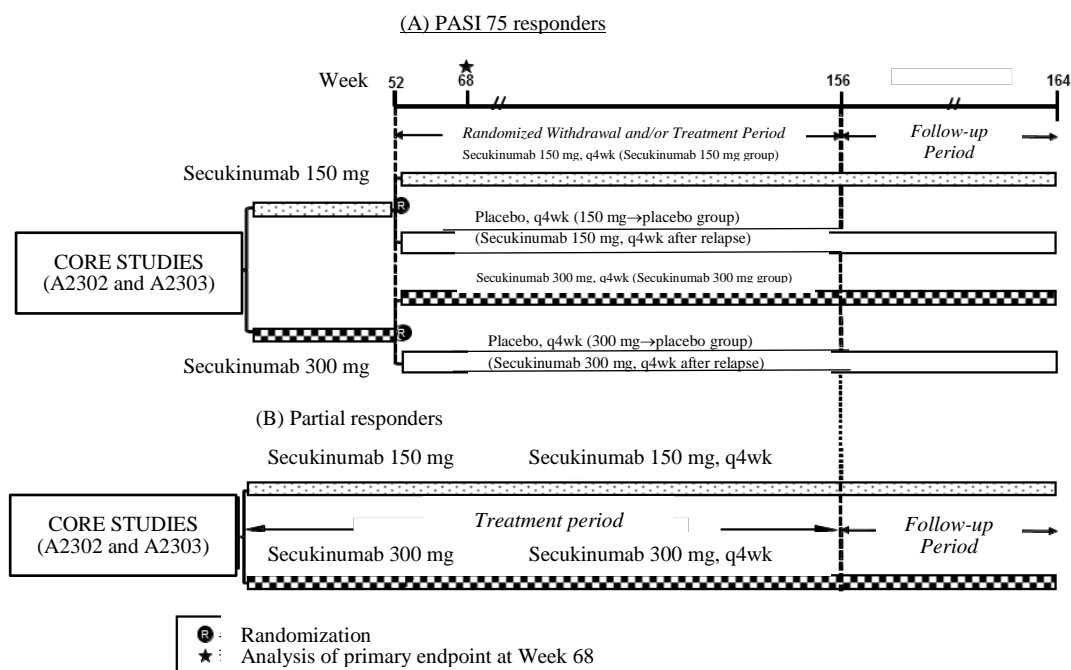 (A) PASI 75 responders
Week 52 68 156 164
Randomized Withdrawal and/or Treatment Period
Follow-up
Period
Secukinumab 150 mg, q4wk (Secukinumab 150 mg group)
Secukinumab 150 mg
R
Placebo, q4wk (150 mg→placebo group)
(Secukinumab 150 mg, q4wk after relapse)
CORE STUDIES
(A2302 and A2303)
Secukinumab 300 mg, q4wk (Secukinumab 300 mg group)
R
Placebo, q4wk (300 mg→placebo group)
Secukinumab 300 mg
(Secukinumab 300 mg, q4wk after relapse)
(B) Partial responders
Secukinumab 150 mg Secukinumab 150 mg, q4wk
CORE STUDIES
(A2302 and A2303)
Treatment period
Follow-up
Period
Secukinumab 300 mg Secukinumab 300 mg, q4wk
R Randomization
★ Analysis of primary endpoint at Week 68